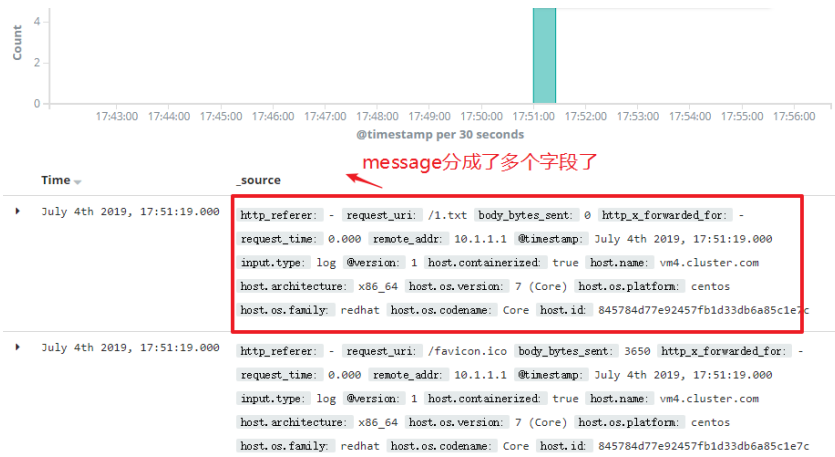 Count
4
2
0
17:43:00 17:44:00 17:45:00 17:46:00 17:47:00 17:48:00 17:49:00 17:50:00 17:51:00 17:52:00 17:53:00 17:54:00 17:55:00 17:56:00
@timestamp per 30 seconds
message分成了多个字段了
Time _source
July 4th 2019, 17:51:19.000 http_referer: - request_uri: /1.txt body_bytes_sent: 0 http_x_forwarded_for: -
request_time: 0.000 remote_addr: 10.1.1.1 @timestamp: July 4th 2019, 17:51:19.000
input.type: log @version: 1 host.containerized: true host.name: vm4.cluster.com
host.architecture: x86_64 host.os.version: 7 (Core) host.os.platform: centos
host.os.family: redhat host.os.codename: Core host.id: 845784d77e92457fb1d33db6a85c1e7c
July 4th 2019, 17:51:19.000 http_referer: - request_uri: /favicon.ico body_bytes_sent: 3650 http_x_forwarded_for: -
request_time: 0.000 remote_addr: 10.1.1.1 @timestamp: July 4th 2019, 17:51:19.000
input.type: log @version: 1 host.containerized: true host.name: vm4.cluster.com
host.architecture: x86_64 host.os.version: 7 (Core) host.os.platform: centos
host.os.family: redhat host.os.codename: Core host.id: 845784d77e92457fb1d33db6a85c1e7c